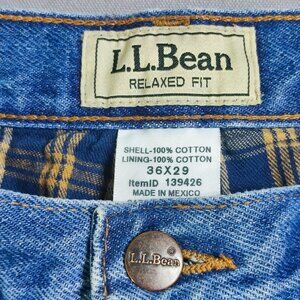 L.L.Bean
RELAXED FIT
SHELL-100% COTTON
LINING-100% COTTON
36X29
ItemID 139426
MADE IN MEXICO
L.L.Bean